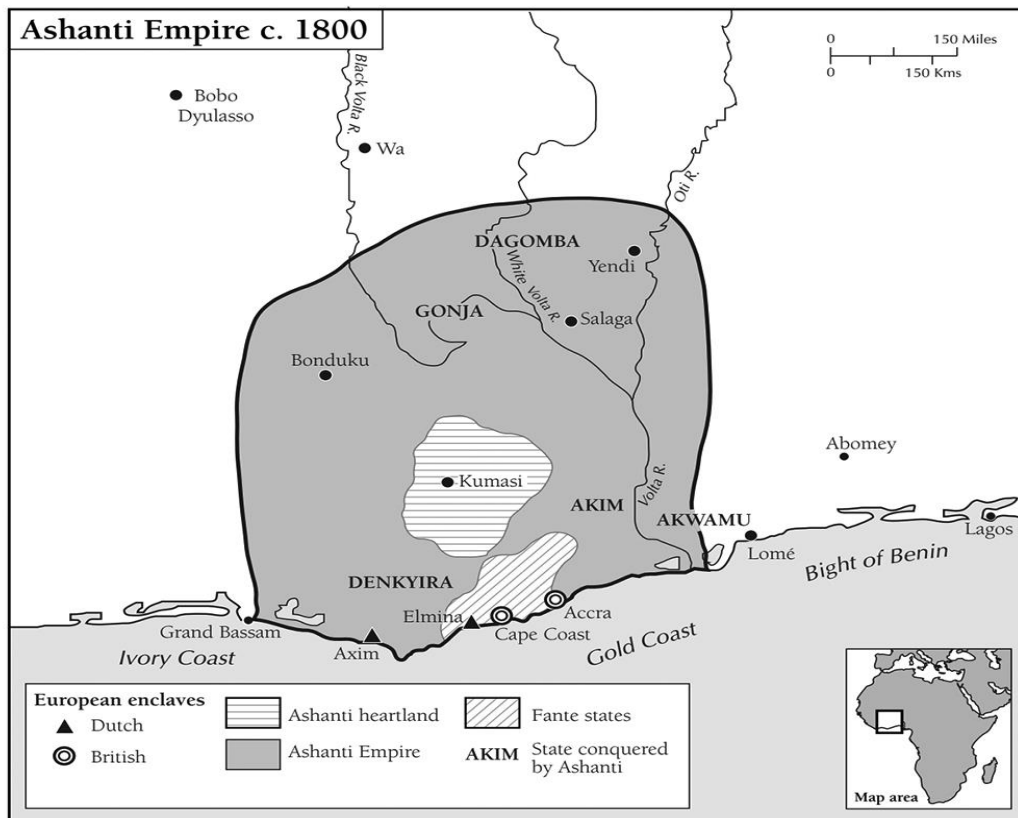 Ashanti Empire c. 1800
0 150 Miles
0 150 Kms
Black Volta R.
Bobo
Dyulasso
Wa
Oti R.
DAGOMBA
Yendi
White Volta R.
GONJA
Salaga
Bonduku
Abomey
Kumasi
Volta R.
AKIM
AKWAMU
Lagos
Lomé
Bight of Benin
DENKYIRA
Elmina
Accra
Grand Bassam
Cape Coast
Gold Coast
Ivory Coast
Axim
European enclaves
Dutch
British
Ashanti heartland
Ashanti Empire
Fante states
AKIM State conquered
by Ashanti
Map area